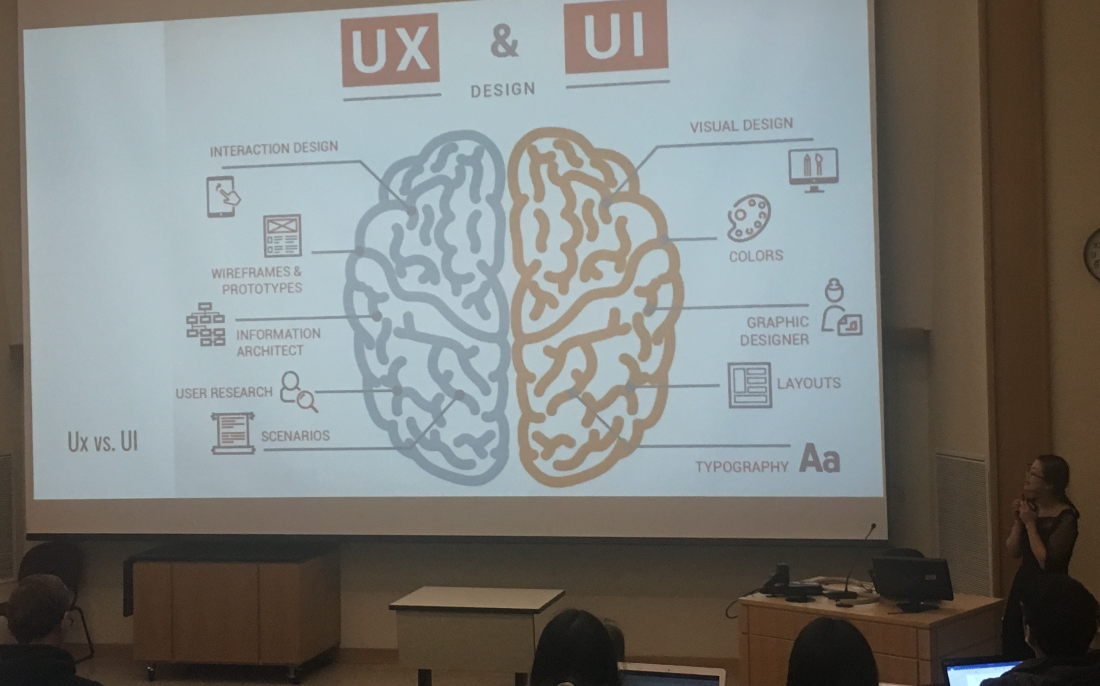 UX & UI
DESIGN
INTERACTION DESIGN
WIREFRAMES &
PROTOTYPES
INFORMATION
ARCHITECT
USER RESEARCH
SCENARIOS
VISUAL DESIGN
COLORS
GRAPHIC
DESIGNER
LAYOUTS
TYPOGRAPHY Aa
Ux vs. UI